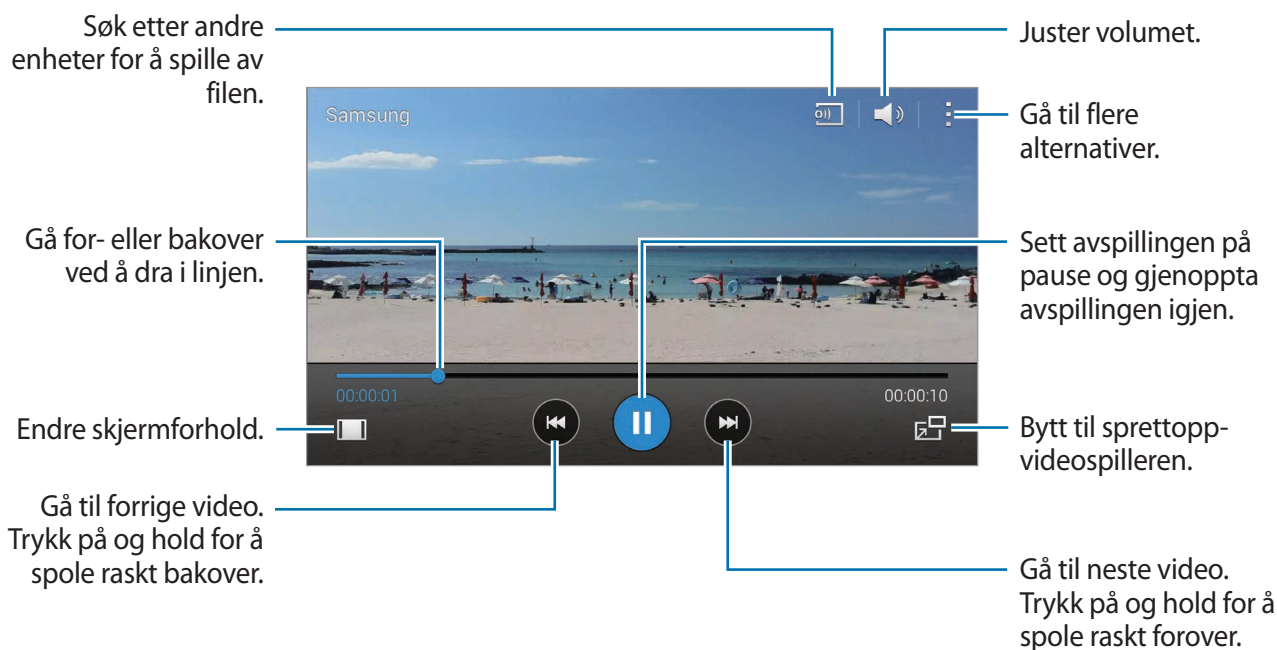 Søk etter andre
enheter for å spille av
filen.
Juster volumet.
Samsung
Gå til flere
alternativer.
Gå for- eller bakover
ved å dra i linjen.
Sett avspillingen på
pause og gjenoppta
avspillingen igjen.
00:00:01
00:00:10
Endre skjermforhold.
Bytt til sprettopp-
videospilleren.
Gå til forrige video.
Trykk på og hold for å
spole raskt bakover.
Gå til neste video.
Trykk på og hold for å
spole raskt forover.